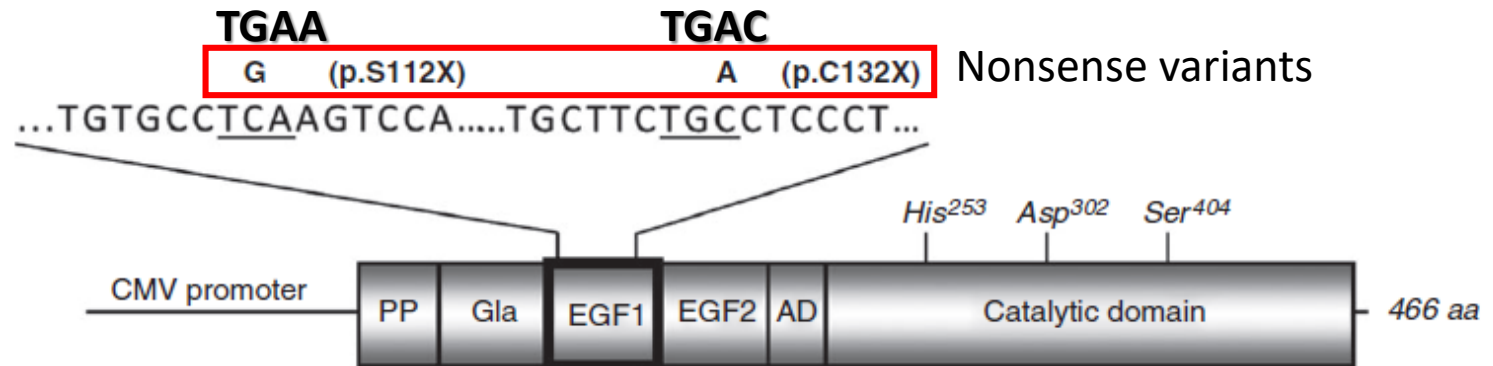 TGAA TGAC
G (p.S112X) A (p.C132X) Nonsense variants
...TGTGCCTCAAGTCCA.....TGCTTCTGCCTCCCT...
His253 Asp302 Ser404
CMV promoter PP Gla EGF1 EGF2 AD Catalytic domain 466 aa